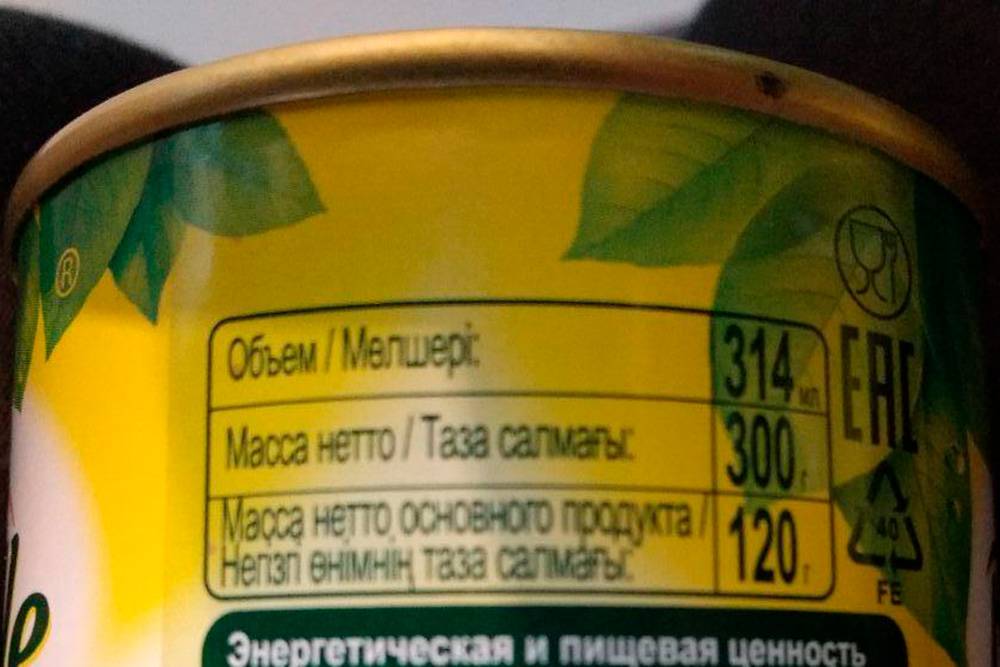 ®
Объем / Мөлшері: 314 мл
Масса нетто / Таза салмағы: 300 г
Масса нетто основного продукта / 120 г
Негізгі өнімнің таза салмағы:
EAC
40
FE
Энергетическая и пищевая ценность